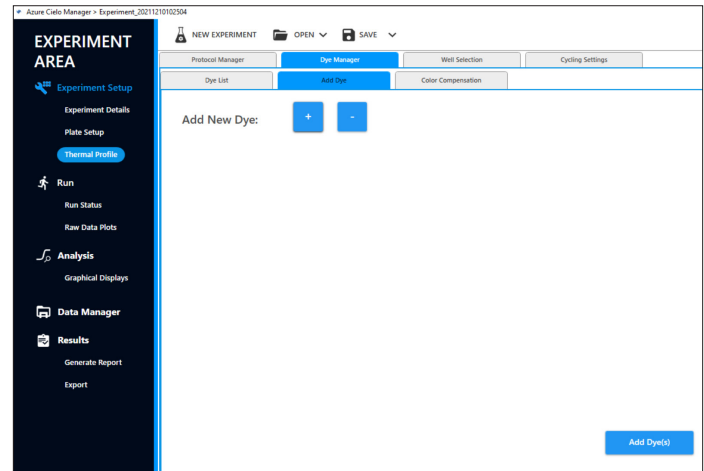 Azure Cielo Manager > Experiment_20211210102504
EXPERIMENT
AREA
Experiment Setup
Experiment Details
Plate Setup
Thermal Profile
Run
Run Status
Raw Data Plots
Analysis
Graphical Displays
Data Manager
Results
Generate Report
Export
NEW EXPERIMENT OPEN SAVE
Protocol Manager Dye Manager Well Selection Cycling Settings
Dye List Add Dye Color Compensation
Add New Dye: + -
Add Dye(s)